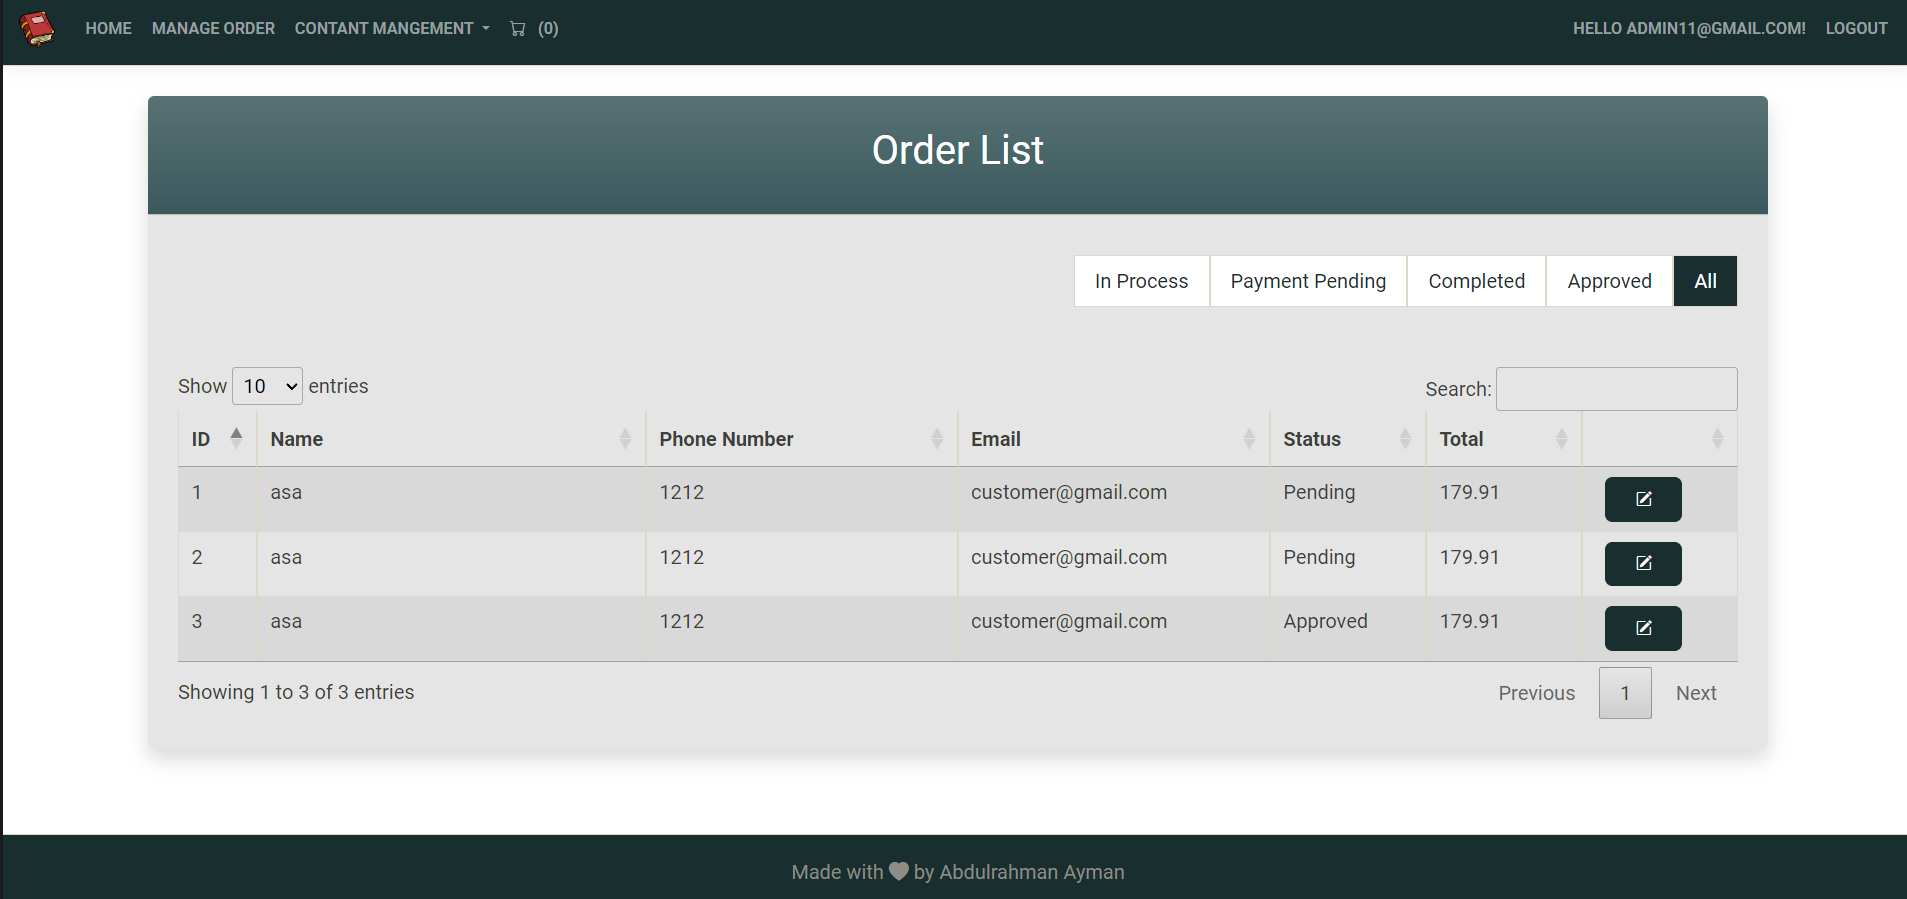 HOME MANAGE ORDER CONTANT MANGEMENT (0) HELLO ADMIN11@GMAIL.COM! LOGOUT
Order List
In Process Payment Pending Completed Approved All
Show 10 entries Search:
ID Name Phone Number Email Status Total
1 asa 1212 customer@gmail.com Pending 179.91
2 asa 1212 customer@gmail.com Pending 179.91
3 asa 1212 customer@gmail.com Approved 179.91
Showing 1 to 3 of 3 entries Previous 1 Next
Made with by Abdulrahman Ayman